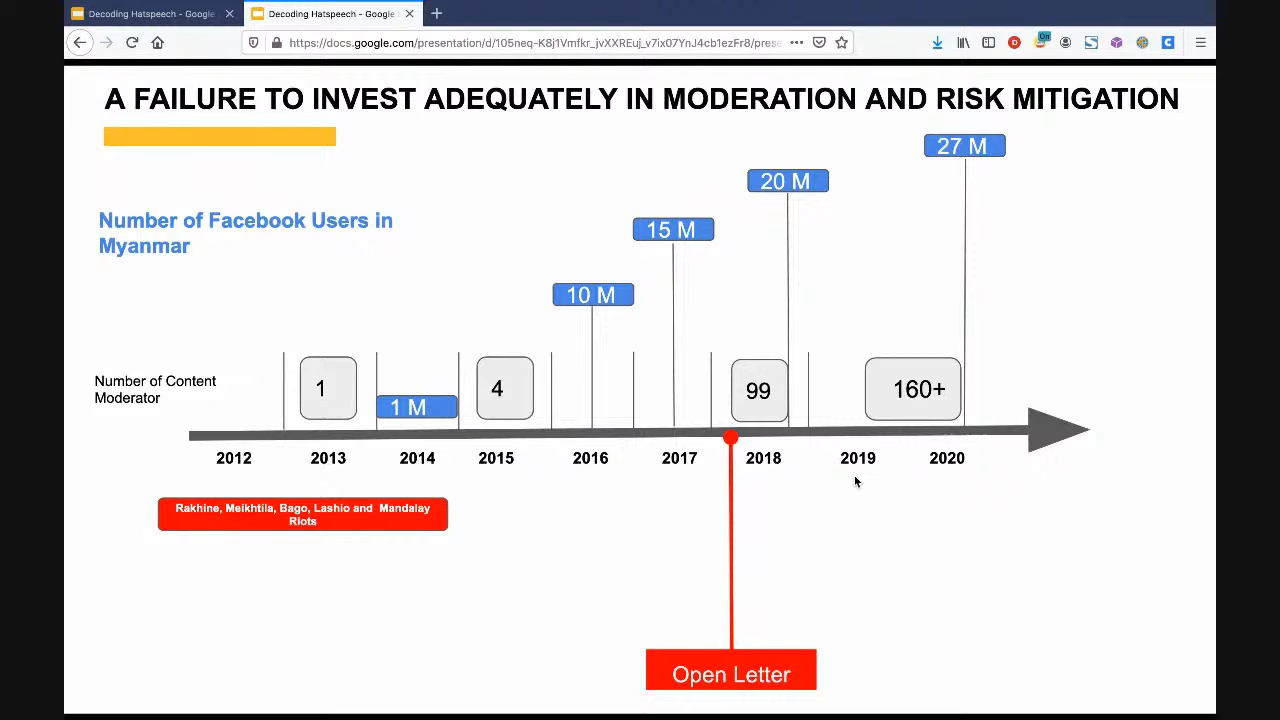 Decoding Hatspeech - Google
Decoding Hatspeech - Google
https://docs.google.com/presentation/d/105neq-K8j1Vmfkr_jvXXREuj_v7ix07YnJ4cb1ezFr8/prese
On
A FAILURE TO INVEST ADEQUATELY IN MODERATION AND RISK MITIGATION
27 M
20 M
15 M
10 M
Number of Facebook Users in
Myanmar
Number of Content
Moderator
1
1 M
4
99
160+
2012 2013 2014 2015 2016 2017 2018 2019 2020
Rakhine, Meikhtila, Bago, Lashio and Mandalay
Riots
Open Letter